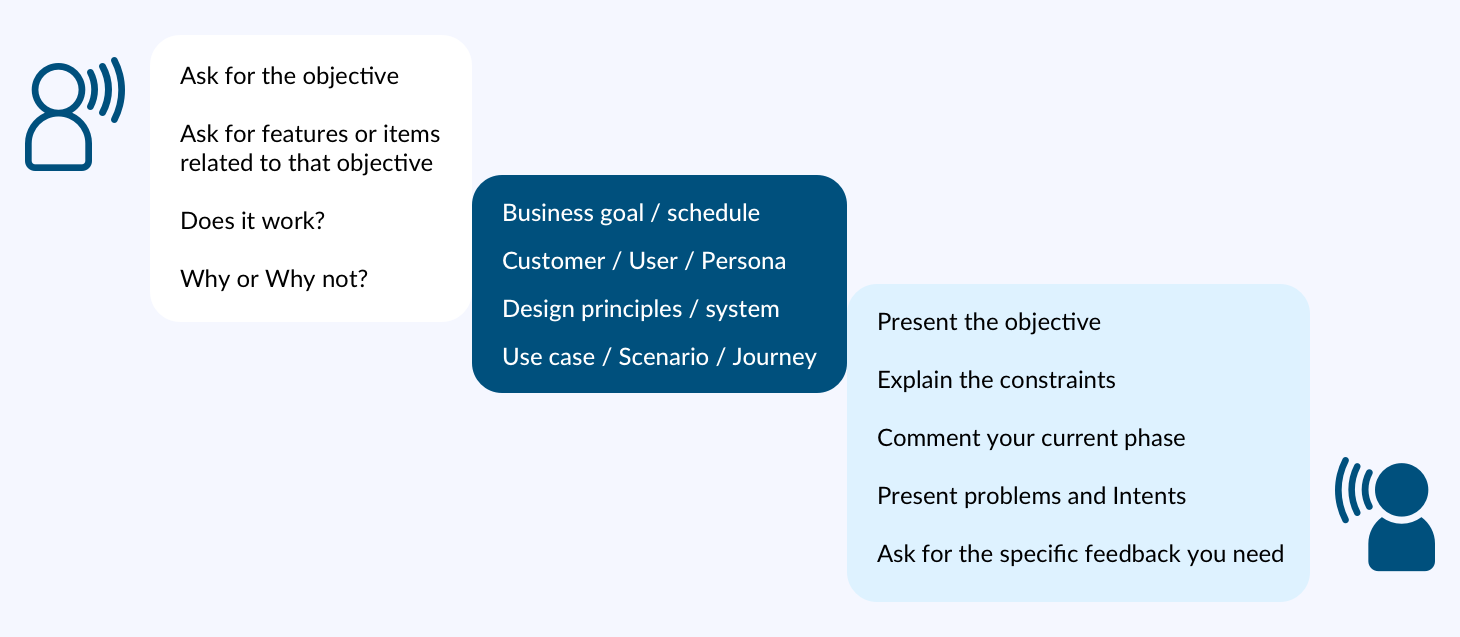 Ask for the objective
Ask for features or items
related to that objective
Does it work?
Why or Why not?
Business goal / schedule
Customer / User / Persona
Design principles / system
Use case / Scenario / Journey
Present the objective
Explain the constraints
Comment your current phase
Present problems and Intents
Ask for the specific feedback you need